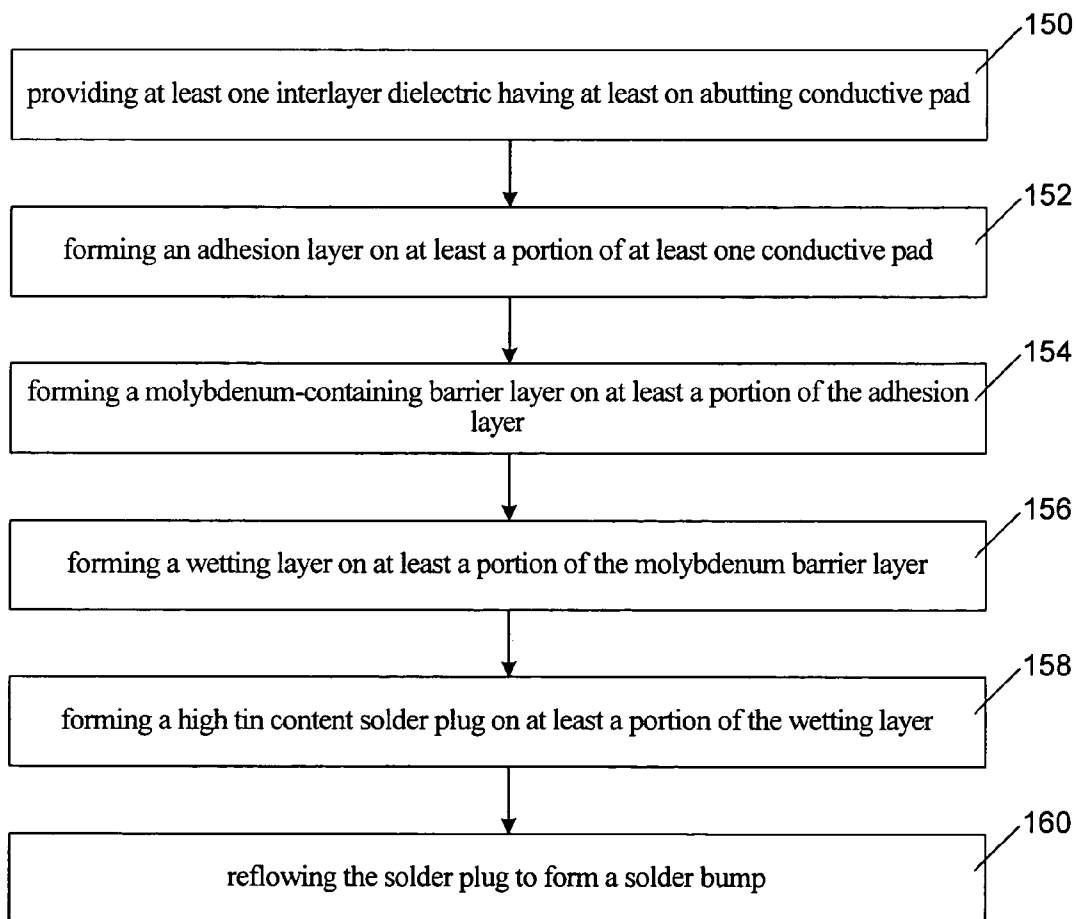 150
providing at least one interlayer dielectric having at least on abutting conductive pad
152
forming an adhesion layer on at least a portion of at least one conductive pad
154
forming a molybdenum-containing barrier layer on at least a portion of the adhesion
layer
156
forming a wetting layer on at least a portion of the molybdenum barrier layer
158
forming a high tin content solder plug on at least a portion of the wetting layer
160
reflowing the solder plug to form a solder bump